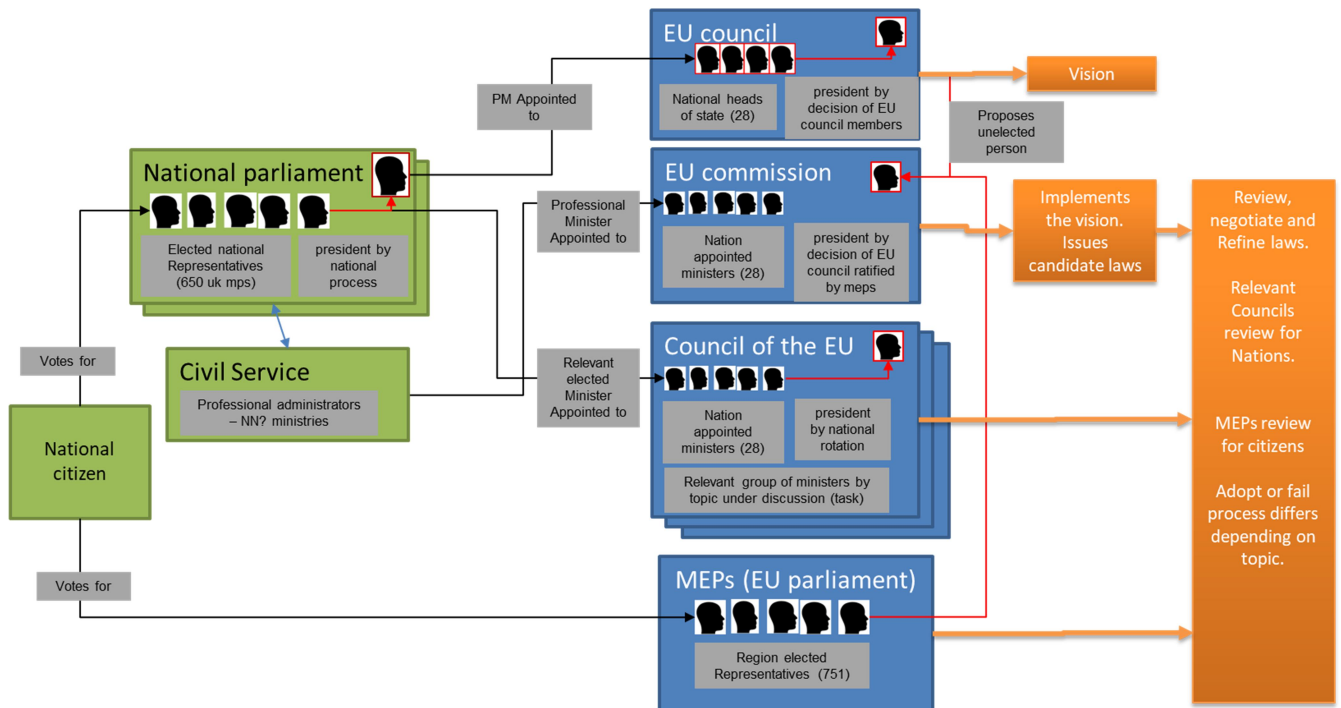 EU council
National heads
of state (28)
president by
decision of EU
council members
Vision
PM Appointed
to
Proposes
unelected
person
National parliament
Elected national
Representatives
(650 uk mps)
president by
national
process
EU commission
Professional
Minister
Appointed to
Nation
appointed
ministers (28)
president by
decision of EU
council ratified
by meps
Implements
the vision.
Issues
candidate laws
Review,
negotiate and
Refine laws.
Relevant
Councils
review for
Nations.
MEPs review
for citizens
Adopt or fail
process differs
depending on
topic.
Votes for
Civil Service
Professional administrators
– NN? ministries
Relevant
elected
Minister
Appointed to
Council of the EU
Nation
appointed
ministers (28)
president
by national
rotation
Relevant group of ministers by
topic under discussion (task)
National
citizen
Votes for
MEPs (EU parliament)
Region elected
Representatives (751)